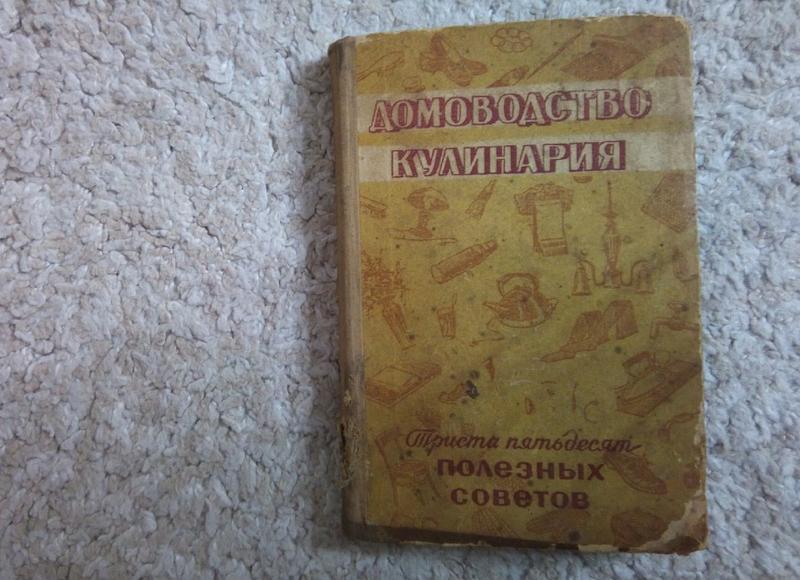 ДОМОВОДСТВО
КУЛИНАРИЯ
Триста пятьдесят
ПОЛЕЗНЫХ
СОВЕТОВ